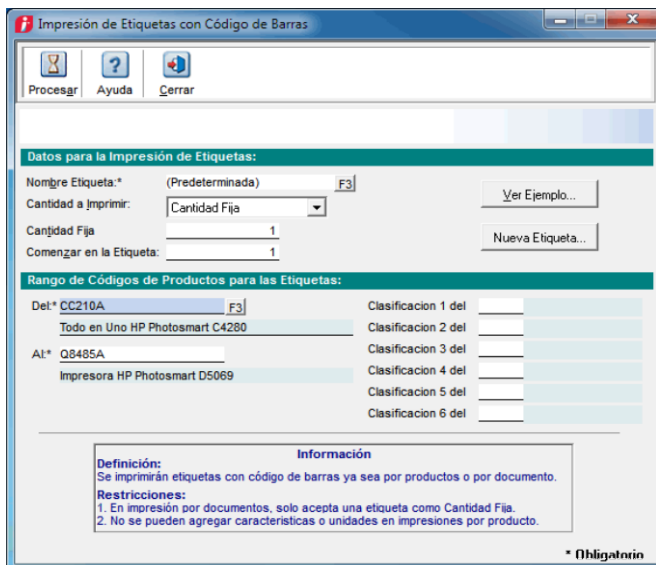 Impresión de Etiquetas con Código de Barras
Procesar Ayuda Cerrar
Datos para la Impresión de Etiquetas:
Nombre Etiqueta:* (Predeterminada) F3
Ver Ejemplo...
Cantidad a Imprimir: Cantidad Fija
Cantidad Fija 1
Nueva Etiqueta...
Comenzar en la Etiqueta: 1
Rango de Códigos de Productos para las Etiquetas:
Del:* CC210A F3 Clasificacion 1 del
Todo en Uno HP Photosmart C4280 Clasificacion 2 del
Al:* Q8485A Clasificacion 3 del
Impresora HP Photosmart D5069 Clasificacion 4 del
Clasificacion 5 del
Clasificacion 6 del
Información
Definición:
Se imprimirán etiquetas con código de barras ya sea por productos o por documento.
Restricciones:
1. En impresión por documentos, solo acepta una etiqueta como Cantidad Fija.
2. No se pueden agregar caracteristicas o unidades en impresiones por producto.
* Obligatorio